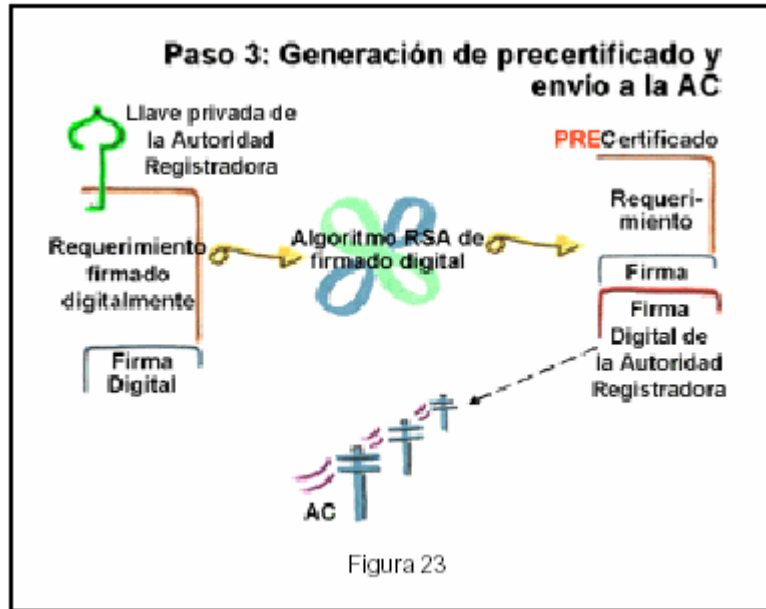 Paso 3: Generación de precertificado y
envío a la AC
Llave privada de
la Autoridad
Registradora
Requerimiento
firmado
digitalmente
Firma
Digital
Algoritmo RSA de
firmado digital
PRECertificado
Requeri-
miento
Firma
Firma
Digital de
la Autoridad
Registradora
AC
Figura 23